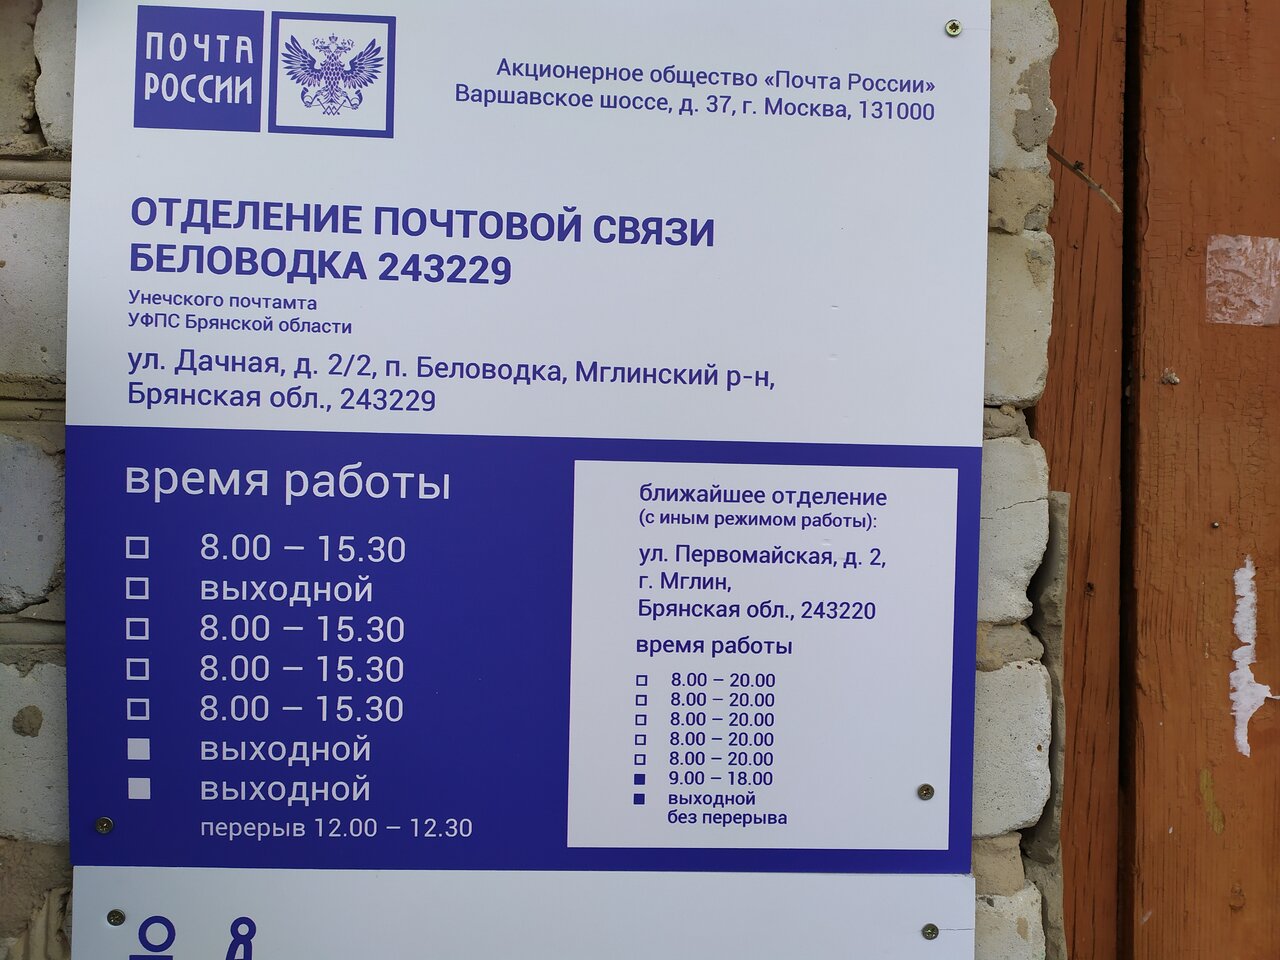 ПОЧТА
РОССИИ
Акционерное общество «Почта России»
Варшавское шоссе, д. 37, г. Москва, 131000
ОТДЕЛЕНИЕ ПОЧТОВОЙ СВЯЗИ
БЕЛОВОДКА 243229
Унечского почтамта
УФПС Брянской области
ул. Дачная, д. 2/2, п. Беловодка, Мглинский р-н,
Брянская обл., 243229
время работы
8.00 – 15.30
выходной
8.00 – 15.30
8.00 – 15.30
8.00 – 15.30
выходной
выходной
перерыв 12.00 – 12.30
ближайшее отделение
(с иным режимом работы):
ул. Первомайская, д. 2,
г. Мглин,
Брянская обл., 243220
время работы
8.00 – 20.00
8.00 – 20.00
8.00 – 20.00
8.00 – 20.00
8.00 – 20.00
9.00 – 18.00
выходной
без перерыва